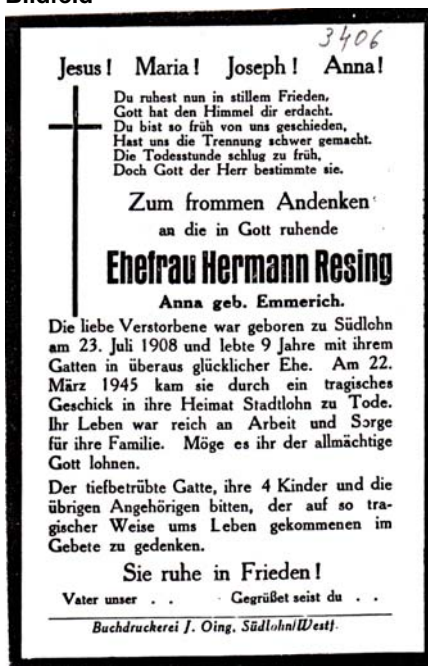 Bildfeld
3406
Jesus! Maria! Joseph! Anna!
Du ruhest nun in stillem Frieden,
Gott hat den Himmel dir erdacht.
Du bist so früh von uns geschieden,
Hast uns die Trennung schwer gemacht.
Die Todesstunde schlug zu früh,
Doch Gott der Herr bestimmte sie.
Zum frommen Andenken
an die in Gott ruhende
Ehefrau Hermann Resing
Anna geb. Emmerich.
Die liebe Verstorbene war geboren zu Südlohn
am 23. Juli 1908 und lebte 9 Jahre mit ihrem
Gatten in überaus glücklicher Ehe. Am 22.
März 1945 kam sie durch ein tragisches
Geschick in ihre Heimat Stadtlohn zu Tode.
Ihr Leben war reich an Arbeit und Sorge
für ihre Familie. Möge es ihr der allmächtige
Gott lohnen.
Der tiefbetrübte Gatte, ihre 4 Kinder und die
übrigen Angehörigen bitten, der auf so tra-
gischer Weise ums Leben gekommenen im
Gebete zu gedenken.
Sie ruhe in Frieden!
Vater unser . . Gegrüßet seist du . .
Buchdruckerei J. Oing, Südlohn/Westf.